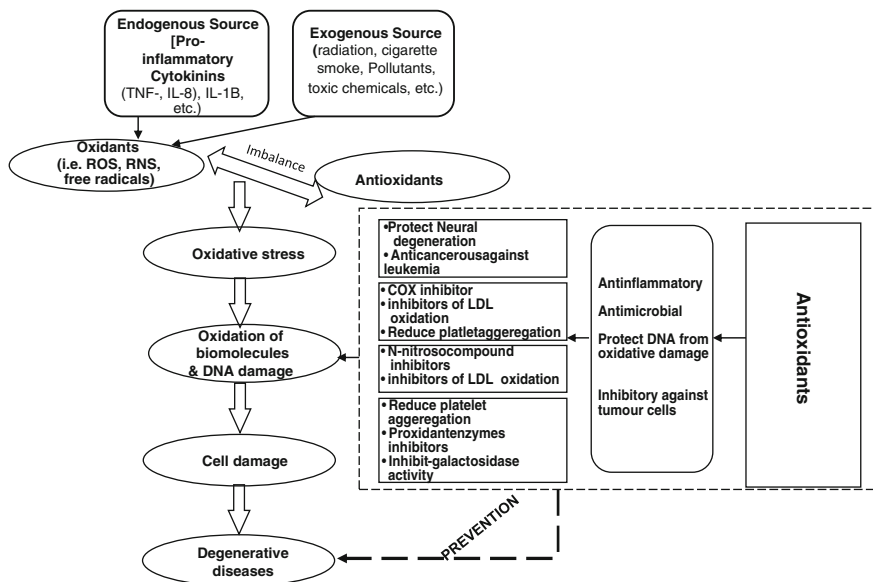 Endogenous Source
[Pro-
inflammatory
Cytokinins
(TNF-, IL-8), IL-1B,
etc.)
Exogenous Source
(radiation, cigarette
smoke, Pollutants,
toxic chemicals, etc.)
Oxidants
(i.e. ROS, RNS,
free radicals)
Imbalance
Antioxidants
Oxidative stress
Oxidation of
biomolecules
& DNA damage
Cell damage
Degenerative
diseases
•Protect Neural
degeneration
•Anticancerousagainst
leukemia
•COX inhibitor
•inhibitors of LDL
oxidation
•Reduce platletaggeregation
•N-nitrosocompound
inhibitors
•inhibitors of LDL oxidation
•Reduce platelet
aggeregation
•Proxidantenzymes
inhibitors
•Inhibit-galactosidase
activity
Antinflammatory
Antimicrobial
Protect DNA from
oxidative damage
Inhibitory against
tumour cells
Antioxidants
PREVENTION